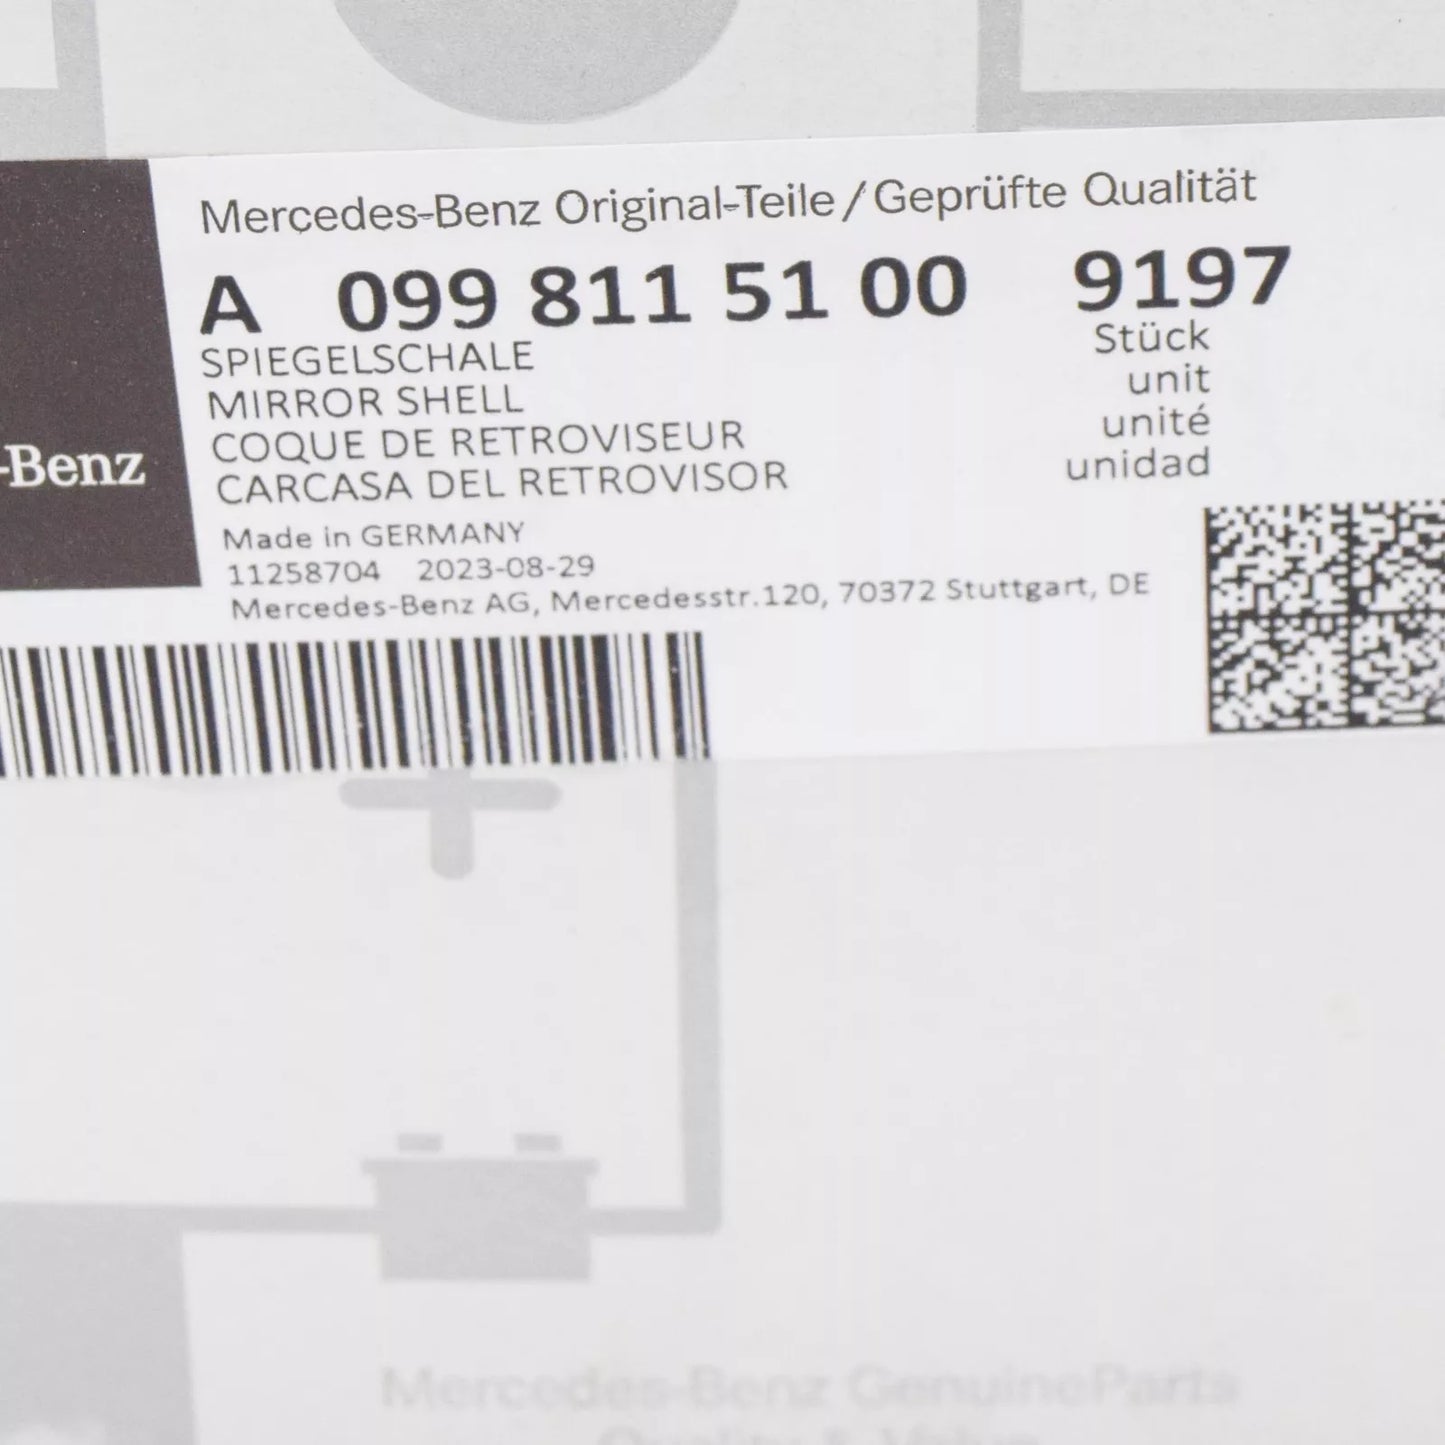 Mercedes-Benz Original-Teile / Geprüfte Qualität
A 099 811 51 00 9197
SPIEGELSCHALE Stück
MIRROR SHELL unit
COQUE DE RETROVISEUR unité
CARCASA DEL RETROVISOR unidad
-Benz
Made in GERMANY
11258704 2023-08-29
Mercedes-Benz AG, Mercedesstr.120, 70372 Stuttgart, DE
Mercedes-Benz GenuineParts
Quality & Value